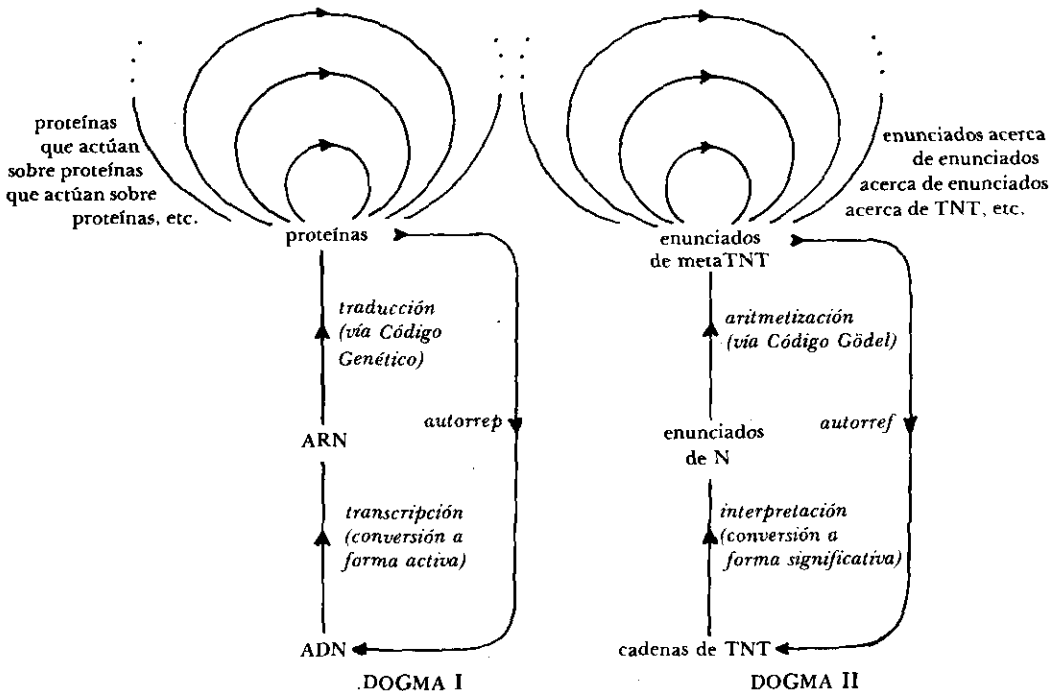 proteínas
que actúan
sobre proteínas
que actúan sobre
proteínas, etc.
proteínas
traducción
(vía Código
Genético)
ARN
autorrep
transcripción
(conversión a
forma activa)
ADN
DOGMA I
enunciados acerca
de enunciados
acerca de enunciados
acerca de TNT, etc.
enunciados
de metaTNT
aritmetización
(vía Código Gödel)
enunciados
de N
autorref
interpretación
(conversión a
forma significativa)
cadenas de TNT
DOGMA II